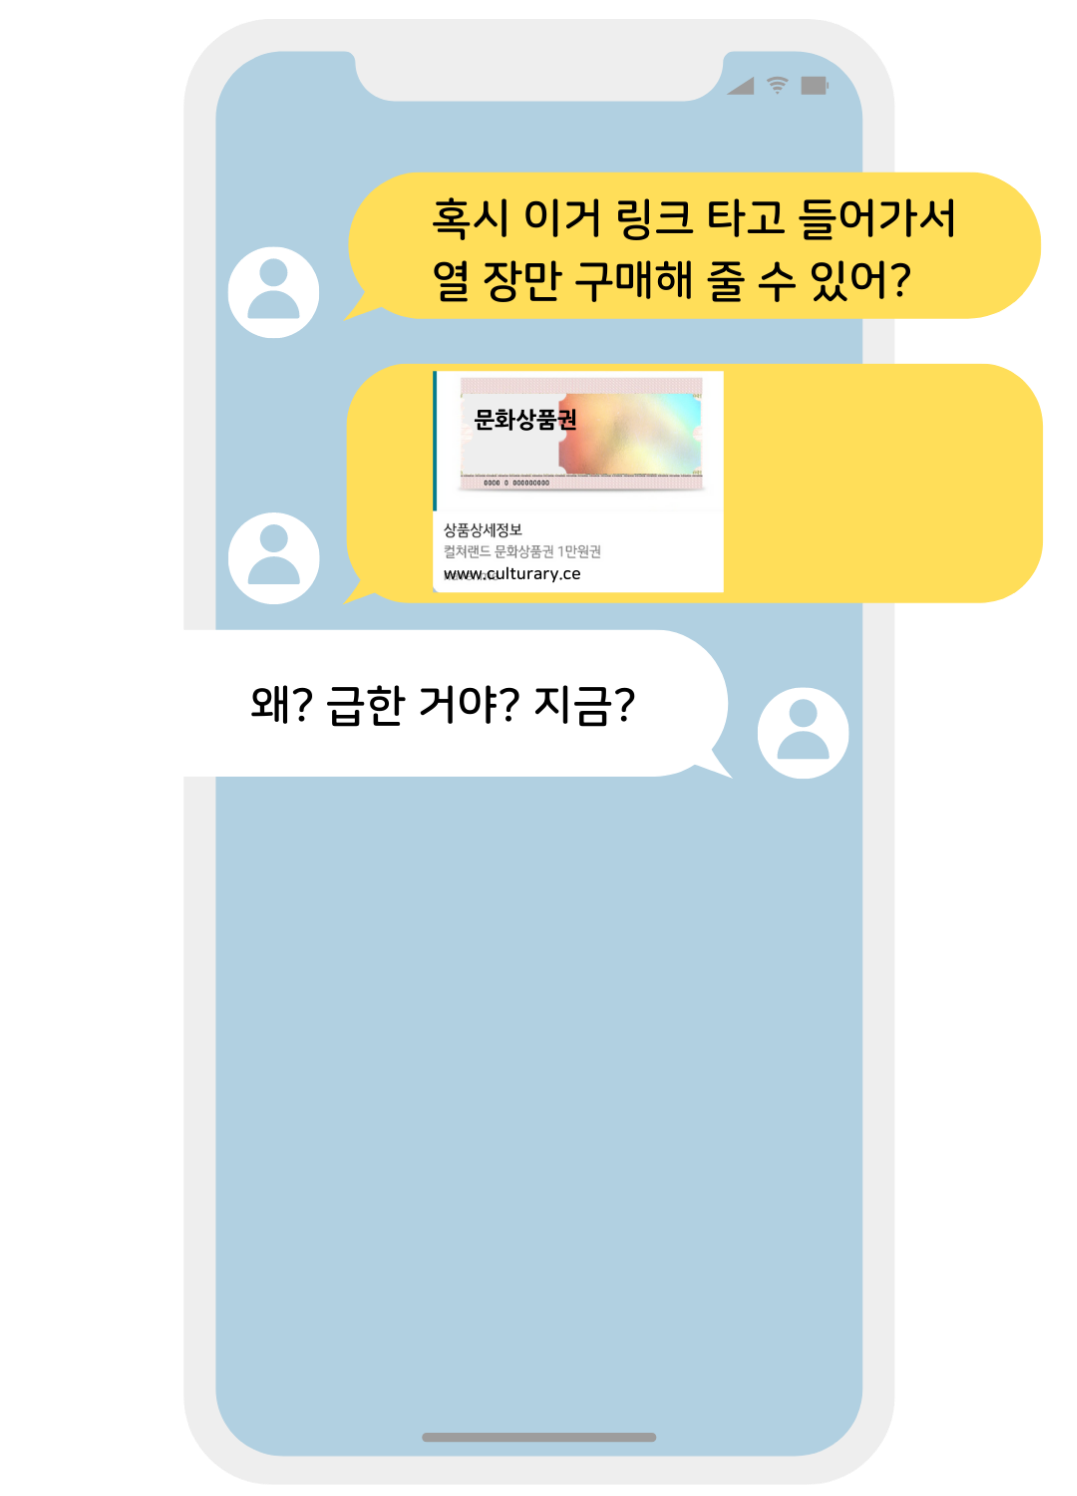 혹시 이거 링크 타고 들어가서
열 장만 구매해 줄 수 있어?
문화상품권
0000 0 000000000
상품상세정보
컬쳐랜드 문화상품권 1만원권
www.culturary.ce
왜? 급한 거야? 지금?